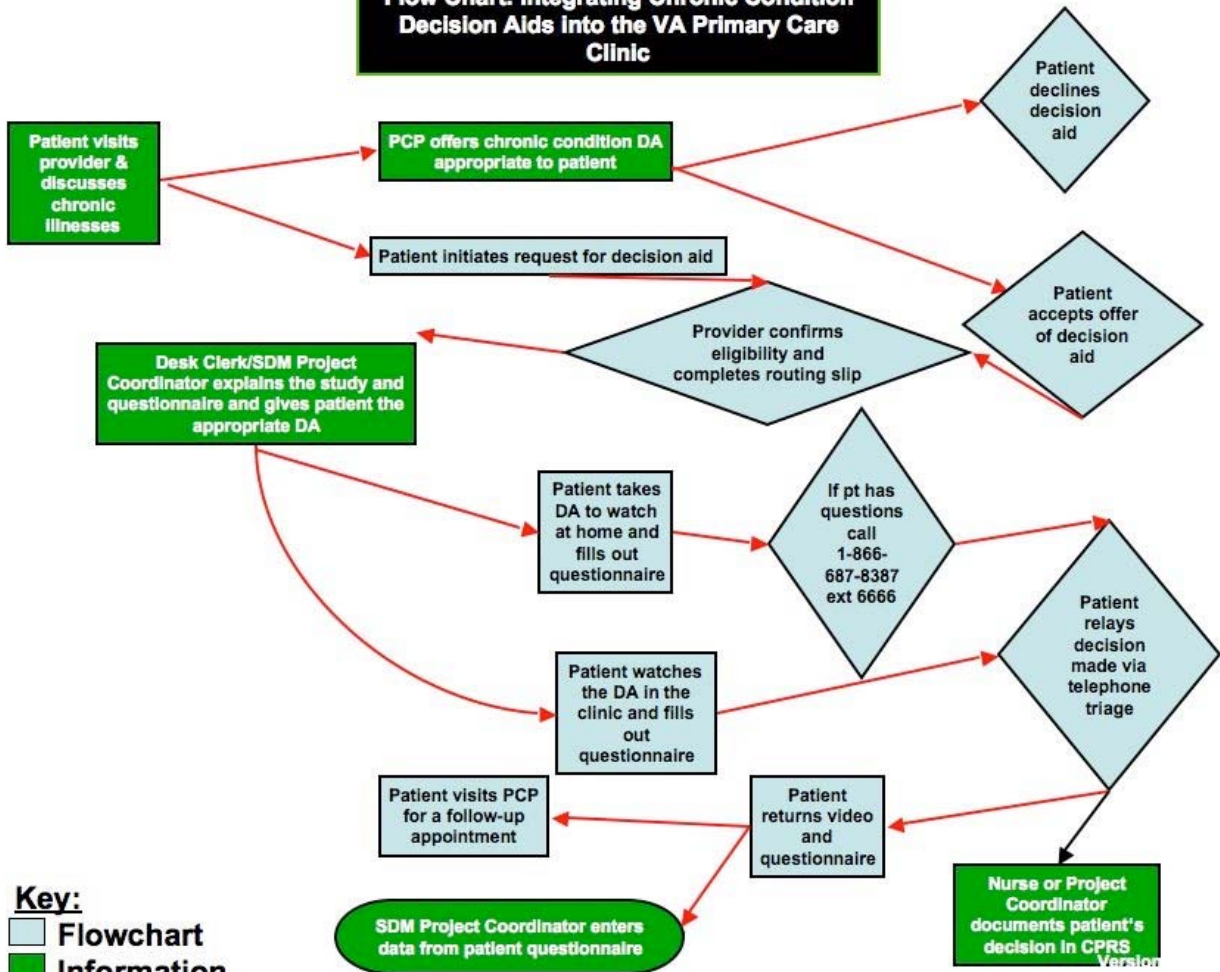 Flow Chart: Integrating Chronic Condition
Decision Aids into the VA Primary Care
Clinic
Patient
declines
decision
aid
Patient visits
provider &
discusses
chronic
illnesses
PCP offers chronic condition DA
appropriate to patient
Patient initiates request for decision aid
Patient
accepts offer
of decision
aid
Provider confirms
eligibility and
completes routing slip
Desk Clerk/SDM Project
Coordinator explains the study and
questionnaire and gives patient the
appropriate DA
Patient takes
DA to watch
at home and
fills out
questionnaire
If pt has
questions
call
1-866-
687-8387
ext 6666
Patient
relays
decision
made via
telephone
triage
Patient watches
the DA in the
clinic and fills
out
questionnaire
Patient visits PCP
for a follow-up
appointment
Patient
returns video
and
questionnaire
Nurse or Project
Coordinator
documents patient's
decision in CPRS
Version
SDM Project Coordinator enters
data from patient questionnaire
Key:
Flowchart
Information